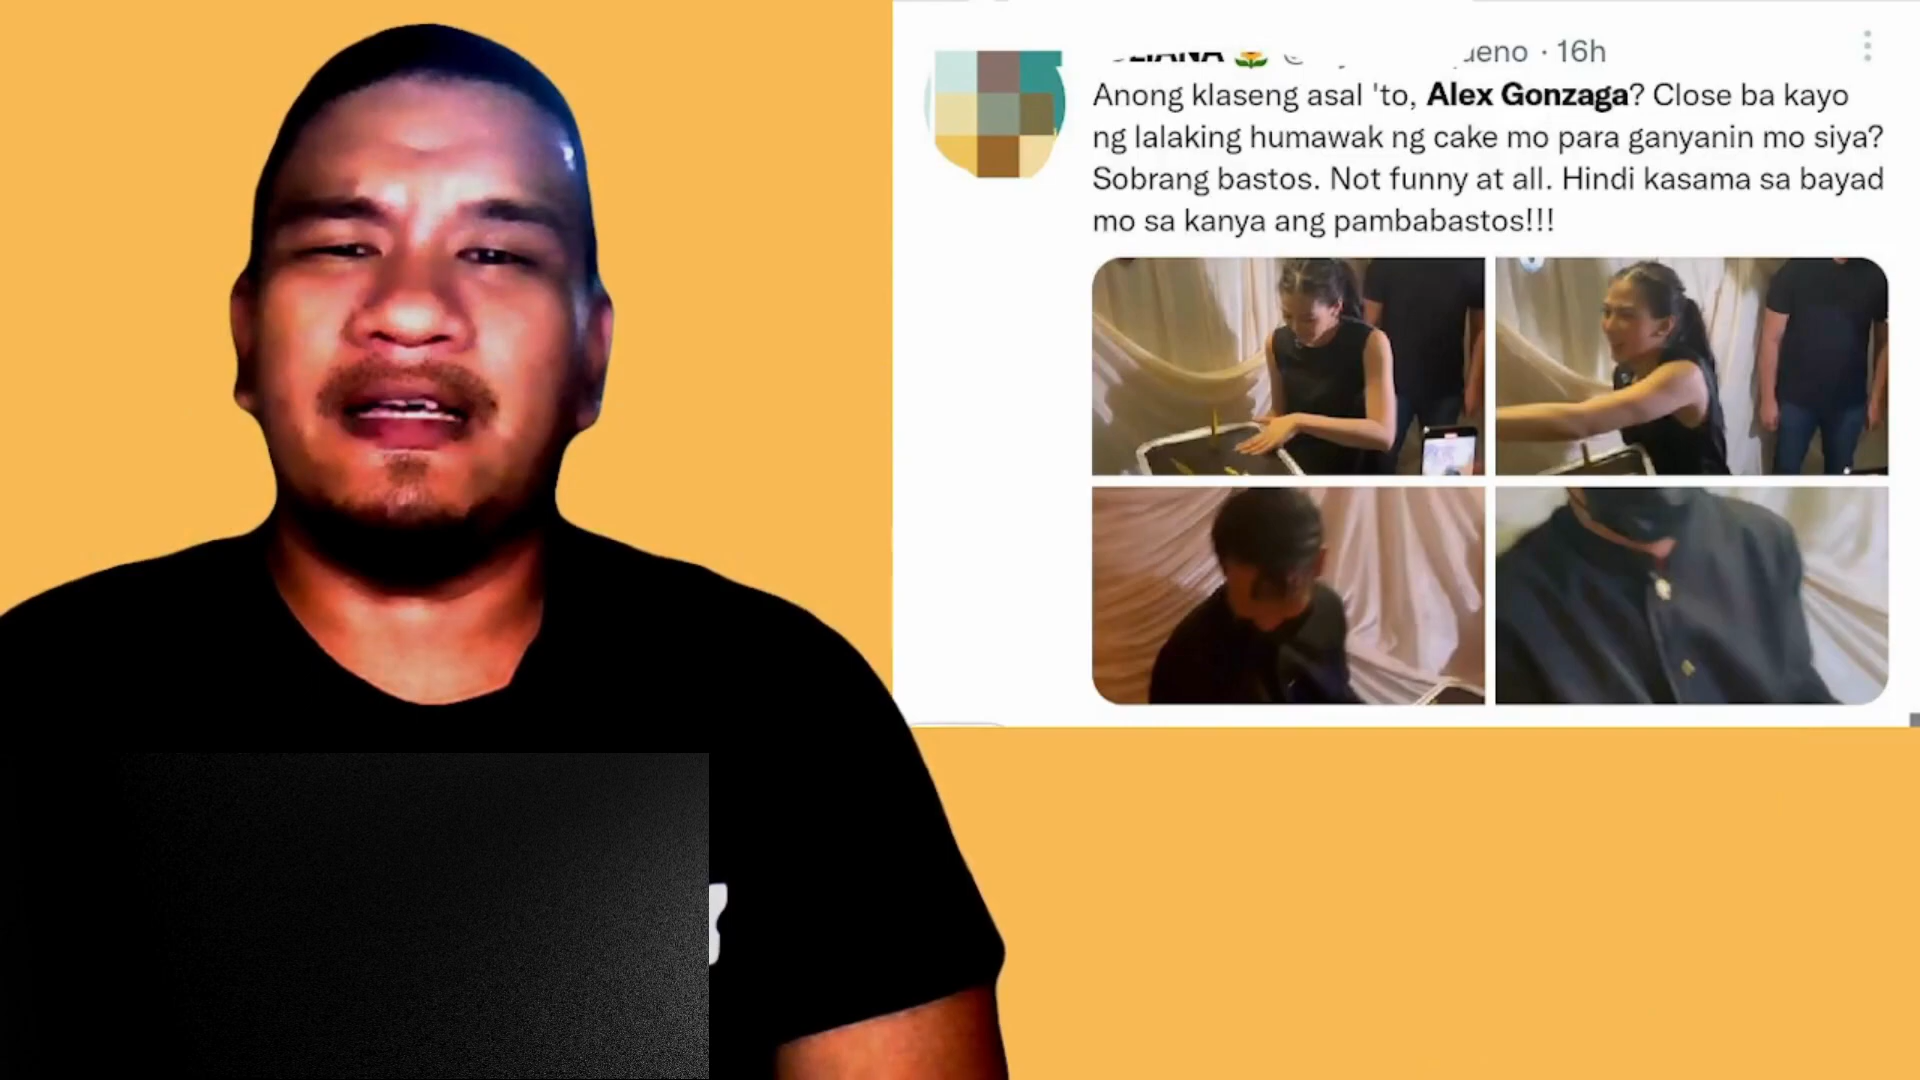 · 16h
Anong klaseng asal 'to, Alex Gonzaga? Close ba kayo
ng lalaking humawak ng cake mo para ganyanin mo siya?
Sobrang bastos. Not funny at all. Hindi kasama sa bayad
mo sa kanya ang pambabastos!!!